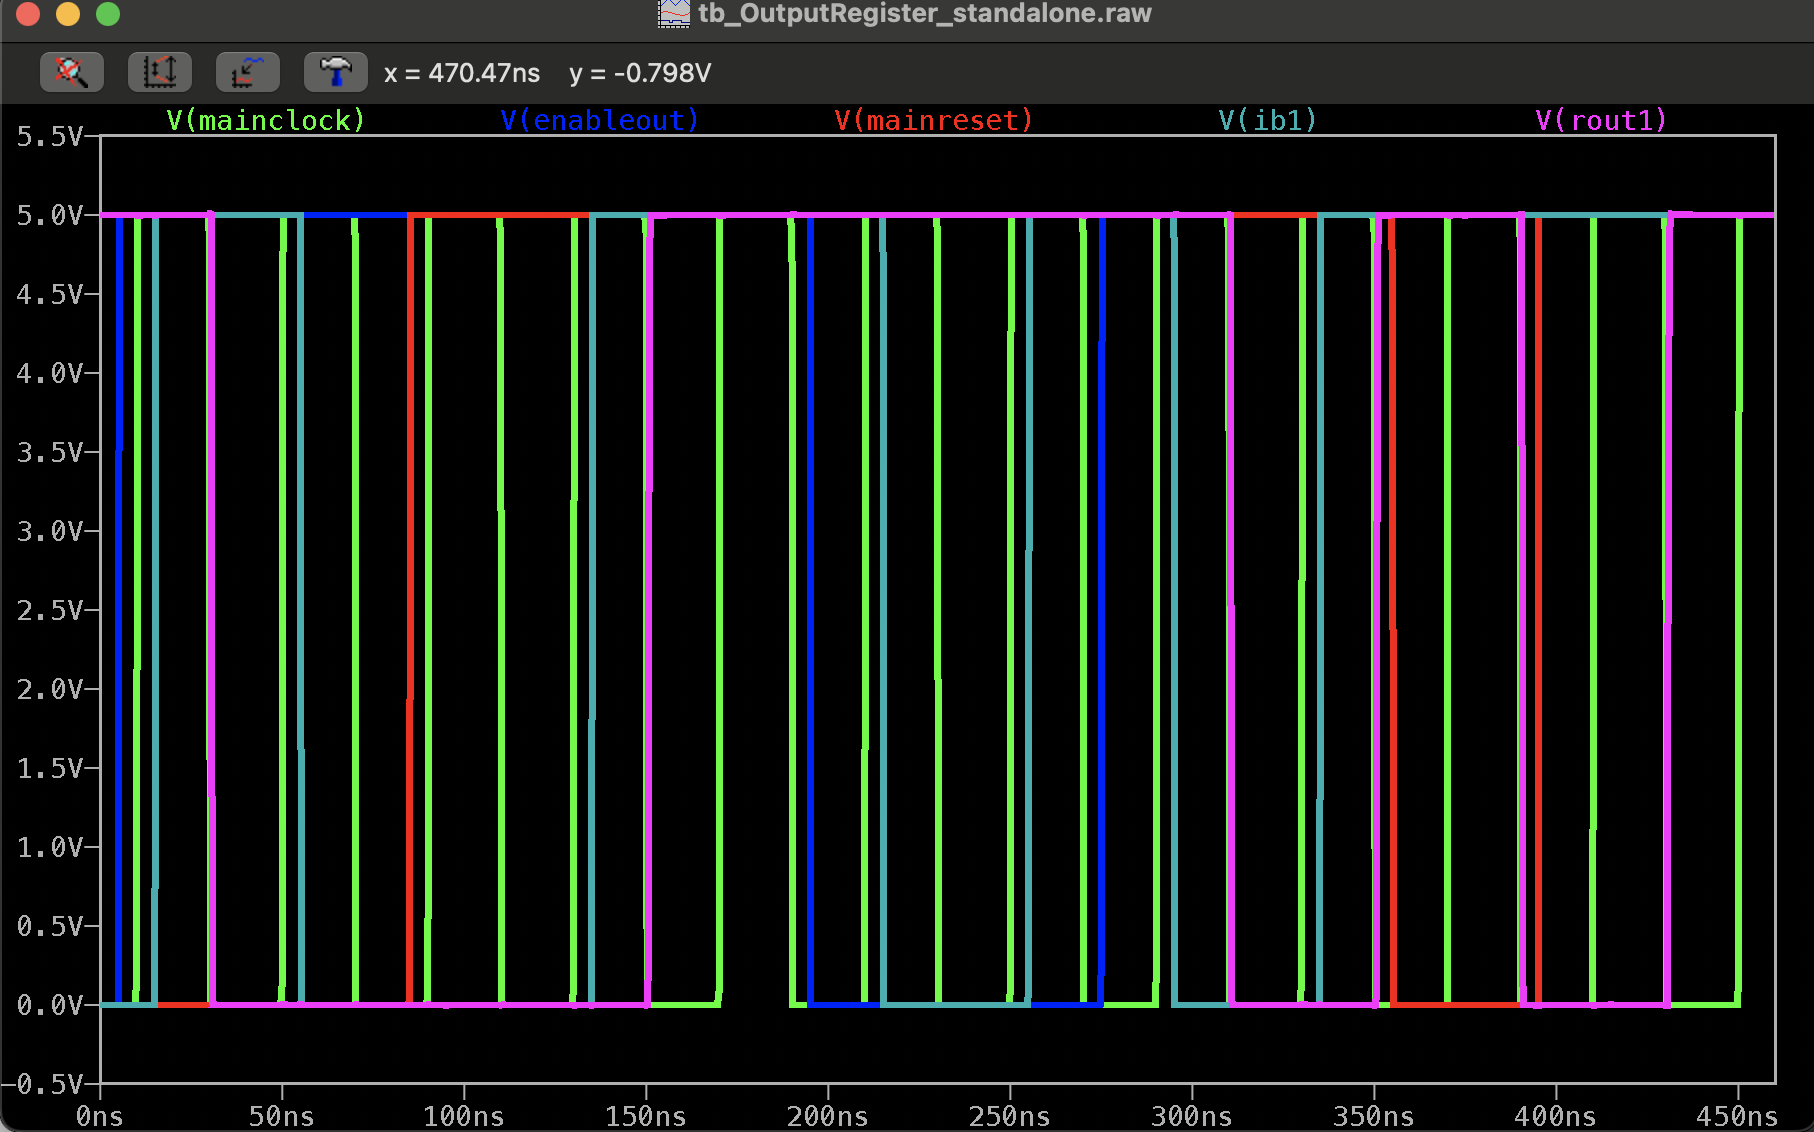 tb_OutputRegister_standalone.raw
x = 470.47ns y = -0.798V
V(mainclock) V(enableout) V(mainreset) V(ib1) V(rout1)
5.5V
5.0V
4.5V
4.0V
3.5V
3.0V
2.5V
2.0V
1.5V
1.0V
0.5V
0.0V
-0.5V
0ns 50ns 100ns 150ns 200ns 250ns 300ns 350ns 400ns 450ns